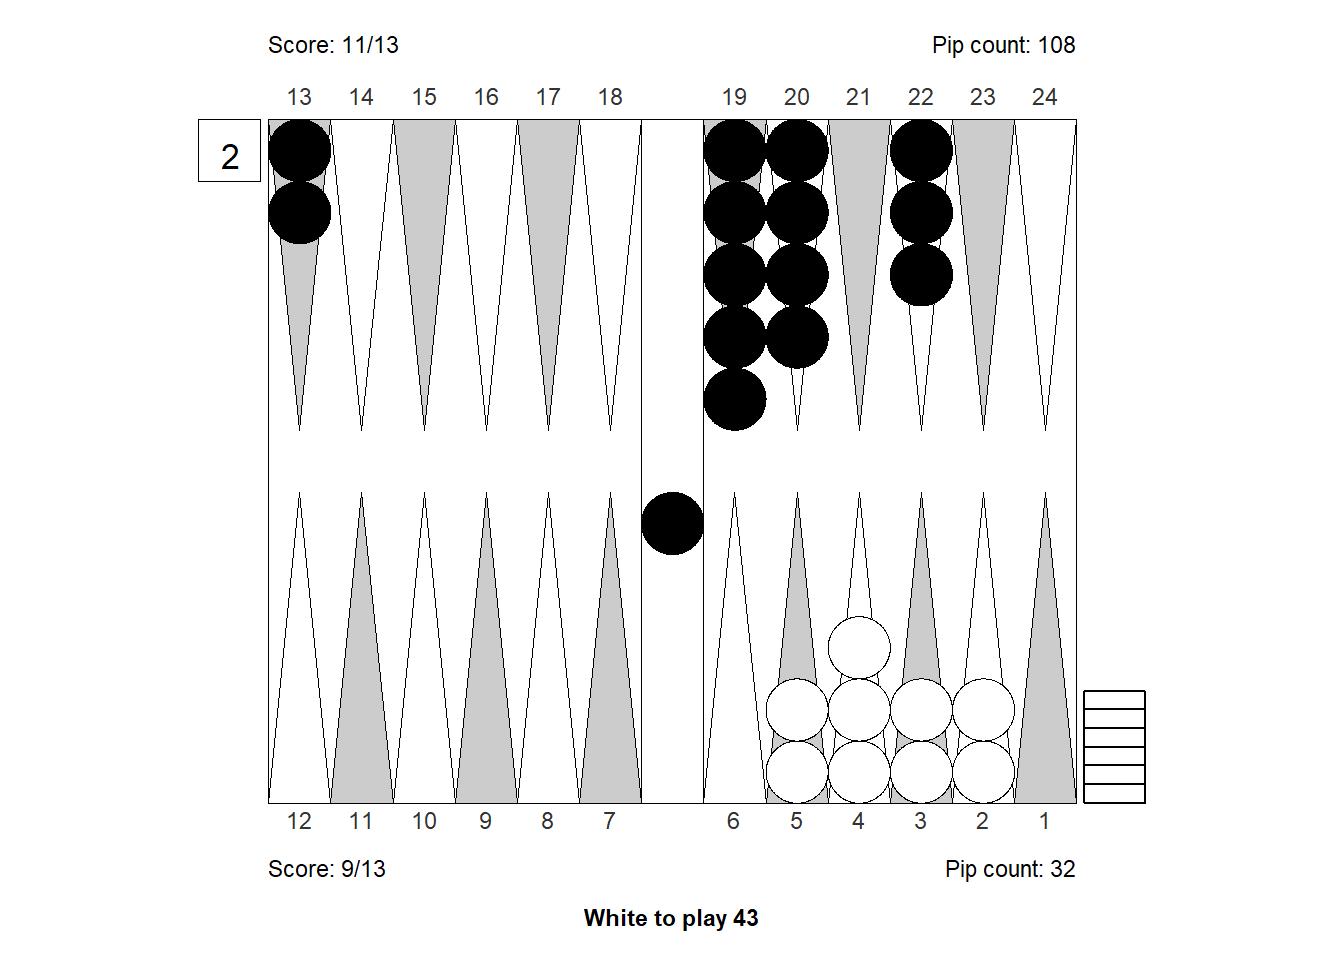 Score: 11/13 Pip count: 108
13 14 15 16 17 18 19 20 21 22 23 24
2
12 11 10 9 8 7 6 5 4 3 2 1
Score: 9/13 Pip count: 32
White to play 43